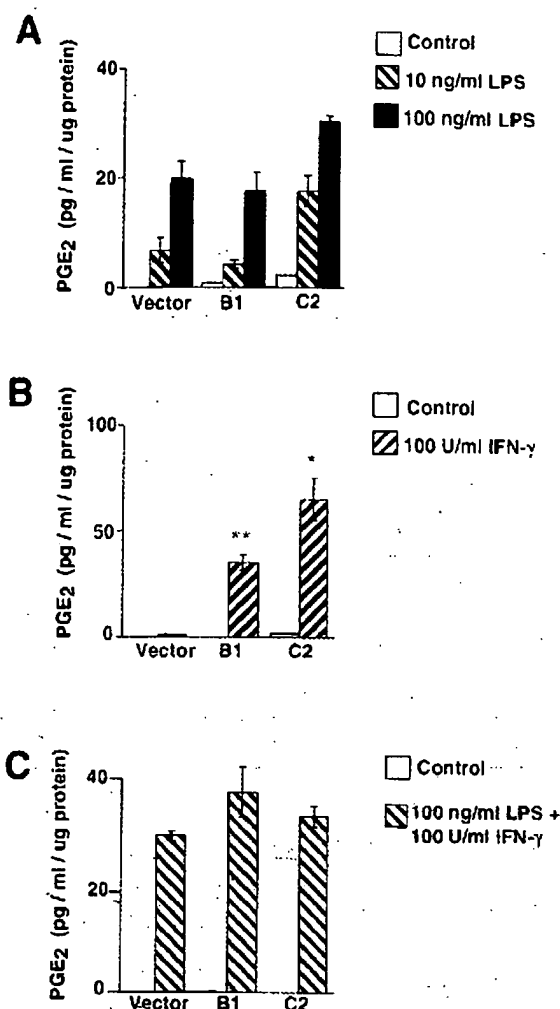 A
Control
10 ng/ml LPS
100 ng/ml LPS
PGE2 (pg / ml / ug protein)
40
20
0
Vector B1 C2
B
Control
100 U/ml IFN-γ
PGE2 (pg / ml / ug protein)
100
50
0
**
*
Vector B1 C2
C
Control
100 ng/ml LPS +
100 U/ml IFN-γ
PGE2 (pg / ml / ug protein)
40
20
0
Vector B1 C2